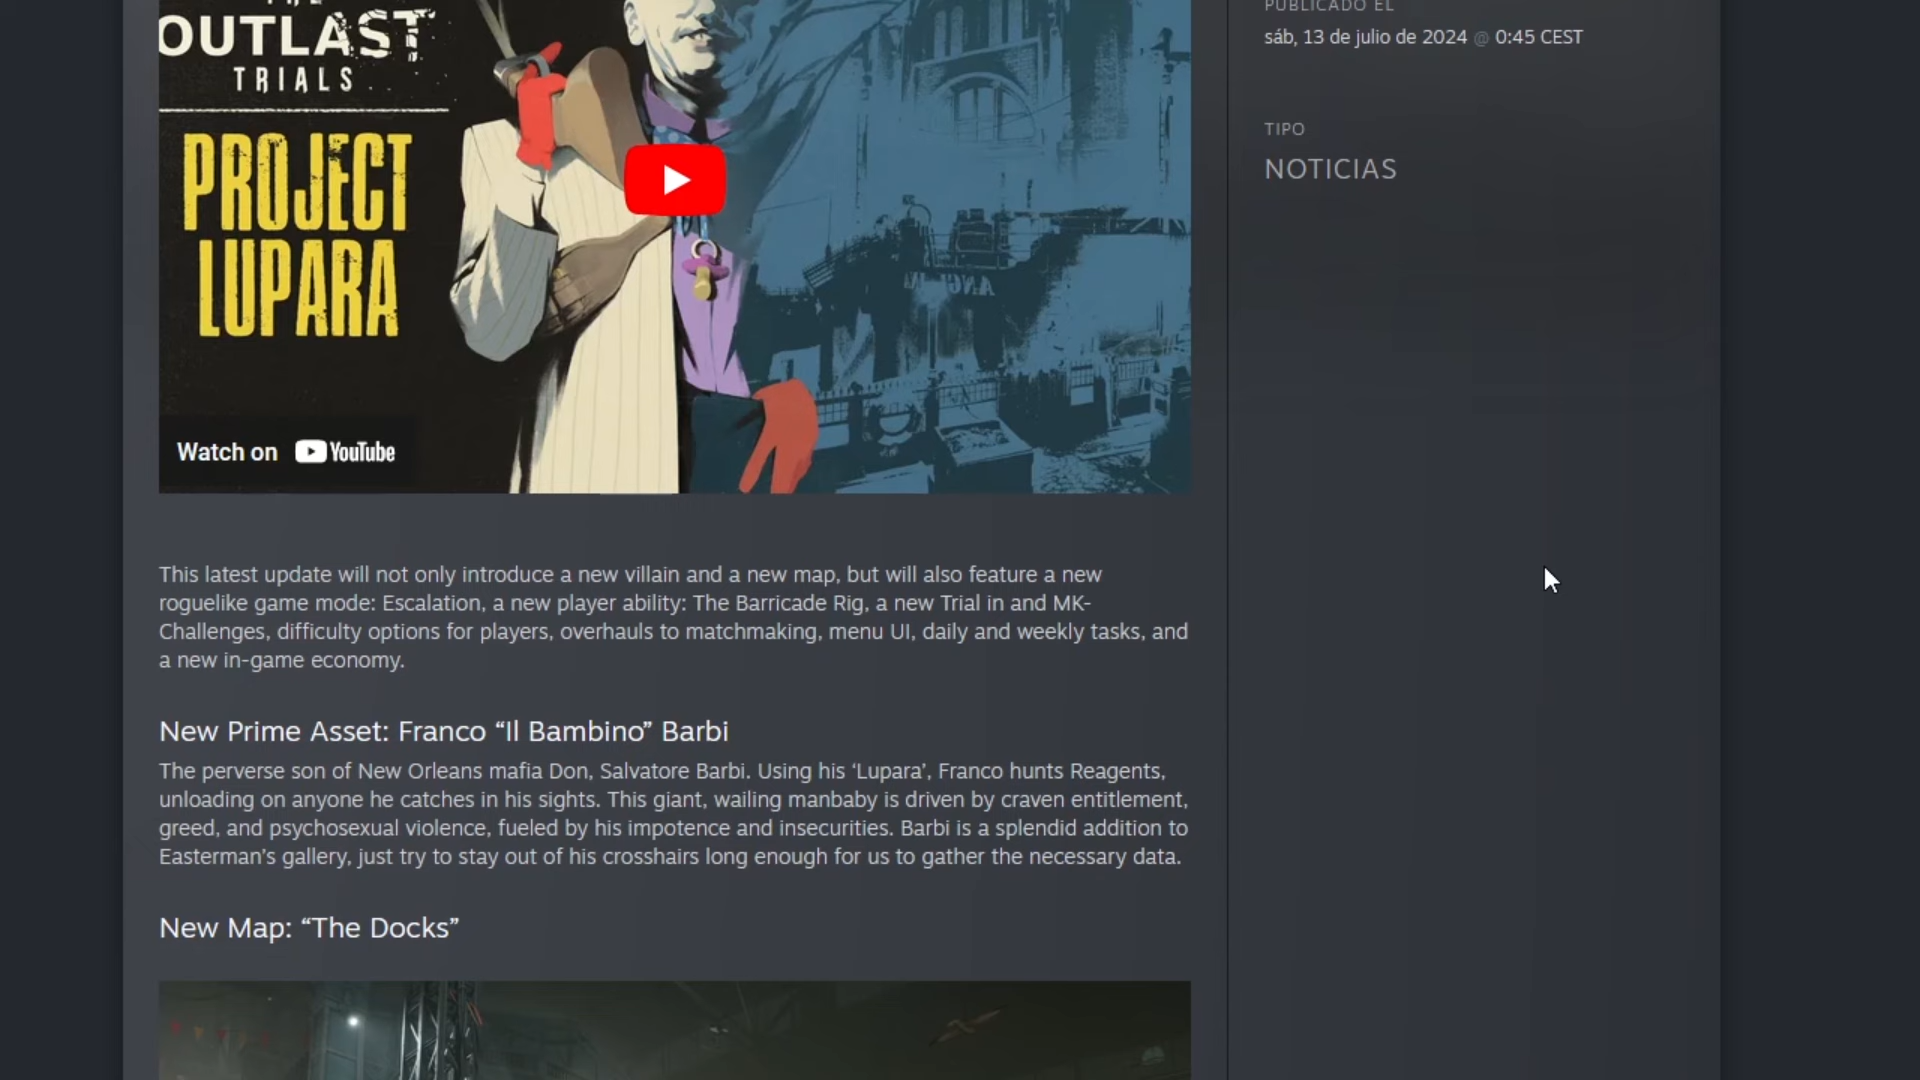 OUTLAST
TRIALS
PROJECT
LUPARA
Watch on YouTube
PUBLICADO EL
sáb, 13 de julio de 2024 @ 0:45 CEST
TIPO
NOTICIAS
This latest update will not only introduce a new villain and a new map, but will also feature a new
roguelike game mode: Escalation, a new player ability: The Barricade Rig, a new Trial in and MK-
Challenges, difficulty options for players, overhauls to matchmaking, menu UI, daily and weekly tasks, and
a new in-game economy.
New Prime Asset: Franco “Il Bambino” Barbi
The perverse son of New Orleans mafia Don, Salvatore Barbi. Using his ‘Lupara’, Franco hunts Reagents,
unloading on anyone he catches in his sights. This giant, wailing manbaby is driven by craven entitlement,
greed, and psychosexual violence, fueled by his impotence and insecurities. Barbi is a splendid addition to
Easterman’s gallery, just try to stay out of his crosshairs long enough for us to gather the necessary data.
New Map: “The Docks”